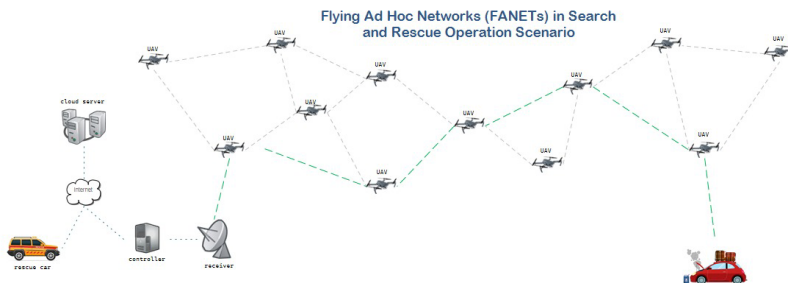 Flying Ad Hoc Networks (FANETs) in Search
and Rescue Operation Scenario
UAV
UAV
UAV
UAV
UAV
UAV
UAV
cloud server
UAV
UAV
UAV
UAV
UAV
UAV
internet
rescue car
controller
receiver